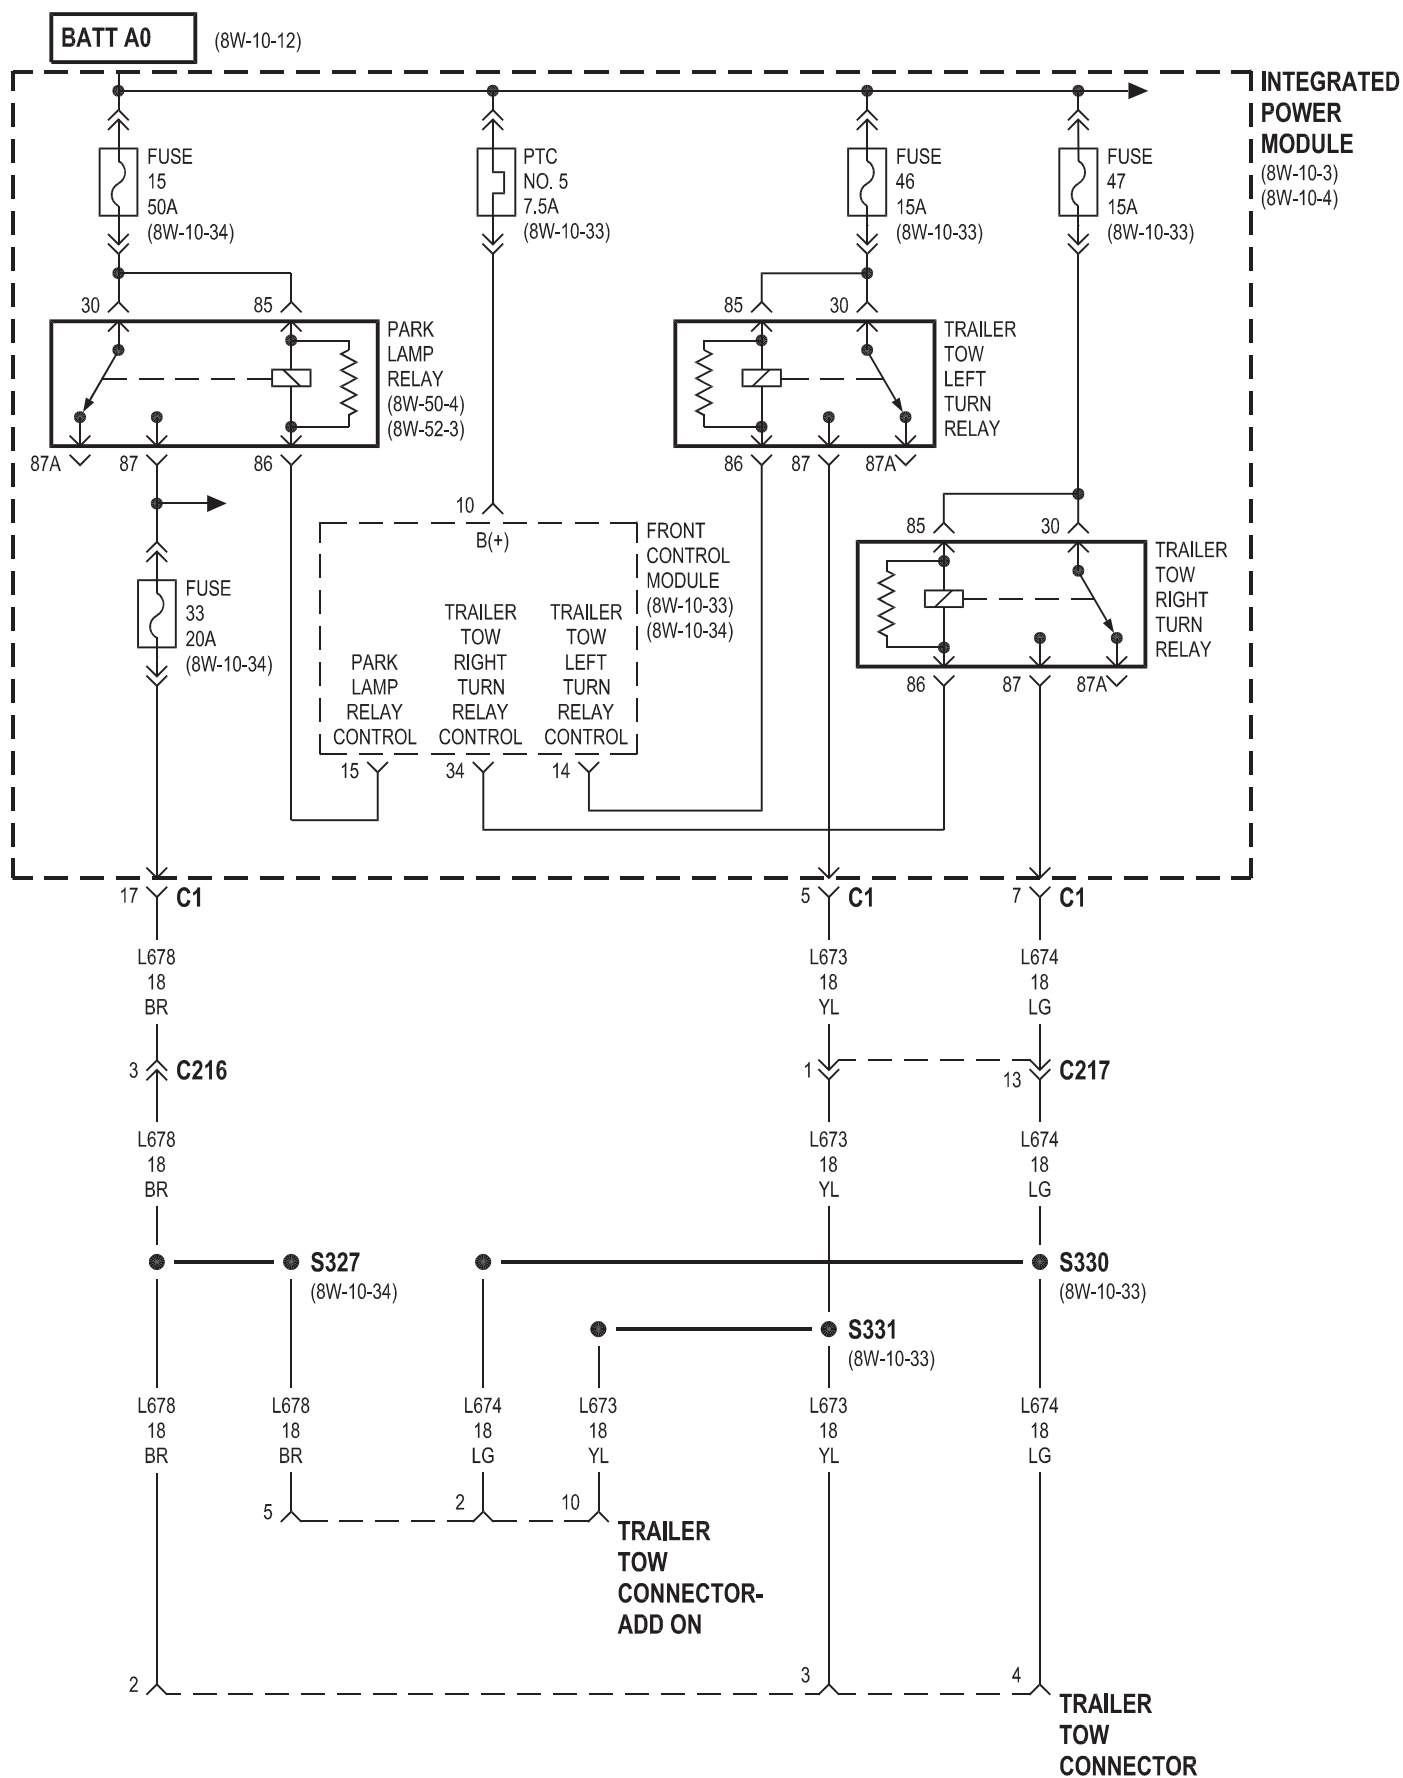 BATT A0
(8W-10-12)
INTEGRATED
POWER
MODULE
(8W-10-3)
(8W-10-4)
FUSE
15
50A
(8W-10-34)
PTC
NO. 5
7.5A
(8W-10-33)
FUSE
46
15A
(8W-10-33)
FUSE
47
15A
(8W-10-33)
30
85
PARK
LAMP
RELAY
(8W-50-4)
(8W-52-3)
87A
87
86
85
30
TRAILER
TOW
LEFT
TURN
RELAY
86
87
87A
10
B(+)
FRONT
CONTROL
MODULE
(8W-10-33)
(8W-10-34)
PARK
LAMP
RELAY
CONTROL
TRAILER
TOW
RIGHT
TURN
RELAY
CONTROL
TRAILER
TOW
LEFT
TURN
RELAY
CONTROL
15
34
14
FUSE
33
20A
(8W-10-34)
85
30
TRAILER
TOW
RIGHT
TURN
RELAY
86
87
87A
17
C1
5
C1
7
C1
L678
18
BR
L673
18
YL
L674
18
LG
3
C216
1
13
C217
L678
18
BR
L673
18
YL
L674
18
LG
S327
(8W-10-34)
S330
(8W-10-33)
S331
(8W-10-33)
L678
18
BR
L678
18
BR
L674
18
LG
L673
18
YL
L673
18
YL
L674
18
LG
5
2
10
TRAILER
TOW
CONNECTOR-
ADD ON
2
3
4
TRAILER
TOW
CONNECTOR